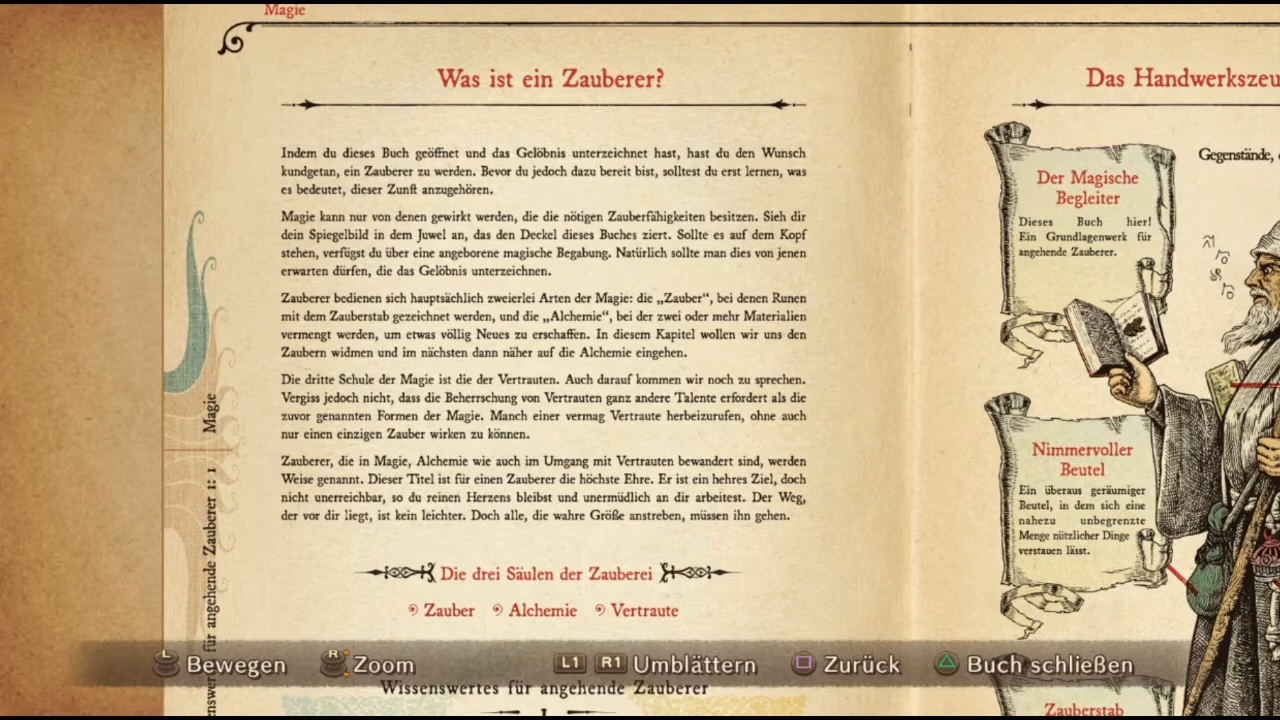 Magie
Was ist ein Zauberer?
Indem du dieses Buch geöffnet und das Gelöbnis unterzeichnet hast, hast du den Wunsch
kundgetan, ein Zauberer zu werden. Bevor du jedoch dazu bereit bist, solltest du erst lernen, was
es bedeutet, dieser Zunft anzugehören.
Magie kann nur von denen gewirkt werden, die die nötigen Zauberfähigkeiten besitzen. Sieh dir
dein Spiegelbild in dem Juwel an, das den Deckel dieses Buches ziert. Sollte es auf dem Kopf
stehen, verfügst du über eine angeborene magische Begabung. Natürlich sollte man dies von jenen
erwarten dürfen, die das Gelöbnis unterzeichnen.
Zauberer bedienen sich hauptsächlich zweierlei Arten der Magie: die „Zauber“, bei denen Runen
mit dem Zauberstab gezeichnet werden, und die „Alchemie“, bei der zwei oder mehr Materialien
vermengt werden, um etwas völlig Neues zu erschaffen. In diesem Kapitel wollen wir uns den
Zaubern widmen und im nächsten dann näher auf die Alchemie eingehen.
Die dritte Schule der Magie ist die der Vertrauten. Auch darauf kommen wir noch zu sprechen.
Vergiss jedoch nicht, dass die Beherrschung von Vertrauten ganz andere Talente erfordert als die
zuvor genannten Formen der Magie. Manch einer vermag Vertraute herbeizurufen, ohne auch
nur einen einzigen Zauber wirken zu können.
Zauberer, die in Magie, Alchemie wie auch im Umgang mit Vertrauten bewandert sind, werden
Weise genannt. Dieser Titel ist für einen Zauberer die höchste Ehre. Er ist ein hehres Ziel, doch
nicht unerreichbar, so du reinen Herzens bleibst und unermüdlich an dir arbeitest. Der Weg,
der vor dir liegt, ist kein leichter. Doch alle, die wahre Größe anstreben, müssen ihn gehen.
Die drei Säulen der Zauberei
Zauber Alchemie Vertraute
Wissenswertes für angehende Zauberer
1
für angehende Zauberer 1: 1 Magie
Das Handwerkszeu
Gegenstände,
Der Magische
Begleiter
Dieses Buch hier!
Ein Grundlagenwerk für
angehende Zauberer.
Nimmervoller
Beutel
Ein überaus geräumiger
Beutel, in dem sich eine
nahezu unbegrenzte
Menge nützlicher Dinge
verstauen lässt.
Zauberstab
L Bewegen R Zoom L1 R1 Umblättern Zurück Buch schließen